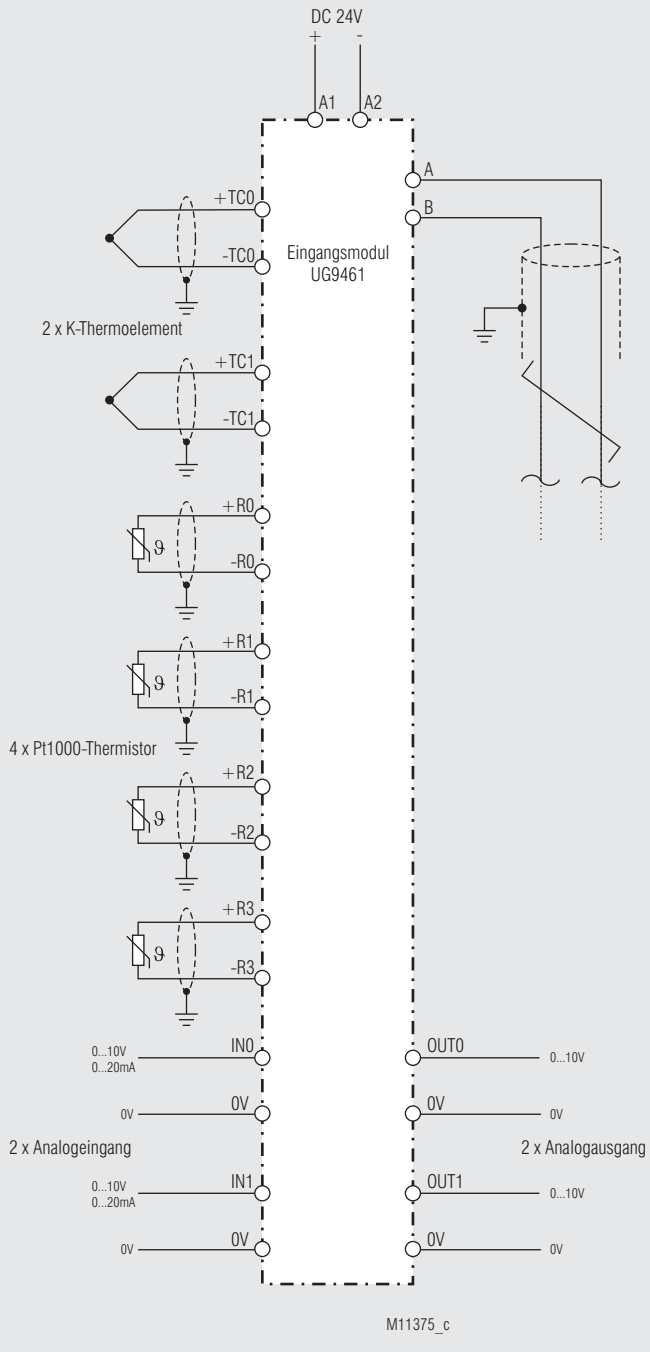 DC 24V
+ -
A1 A2
A
+TC0
B
Eingangsmodul
UG9461
-TC0
2 x K-Thermoelement
+TC1
-TC1
+R0
ϑ
-R0
+R1
ϑ
-R1
4 x Pt1000-Thermistor
+R2
ϑ
-R2
+R3
ϑ
-R3
0...10V IN0 OUT0 0...10V
0...20mA
0V 0V 0V 0V
2 x Analogeingang 2 x Analogausgang
0...10V IN1 OUT1 0...10V
0...20mA
0V 0V 0V 0V
M11375_c